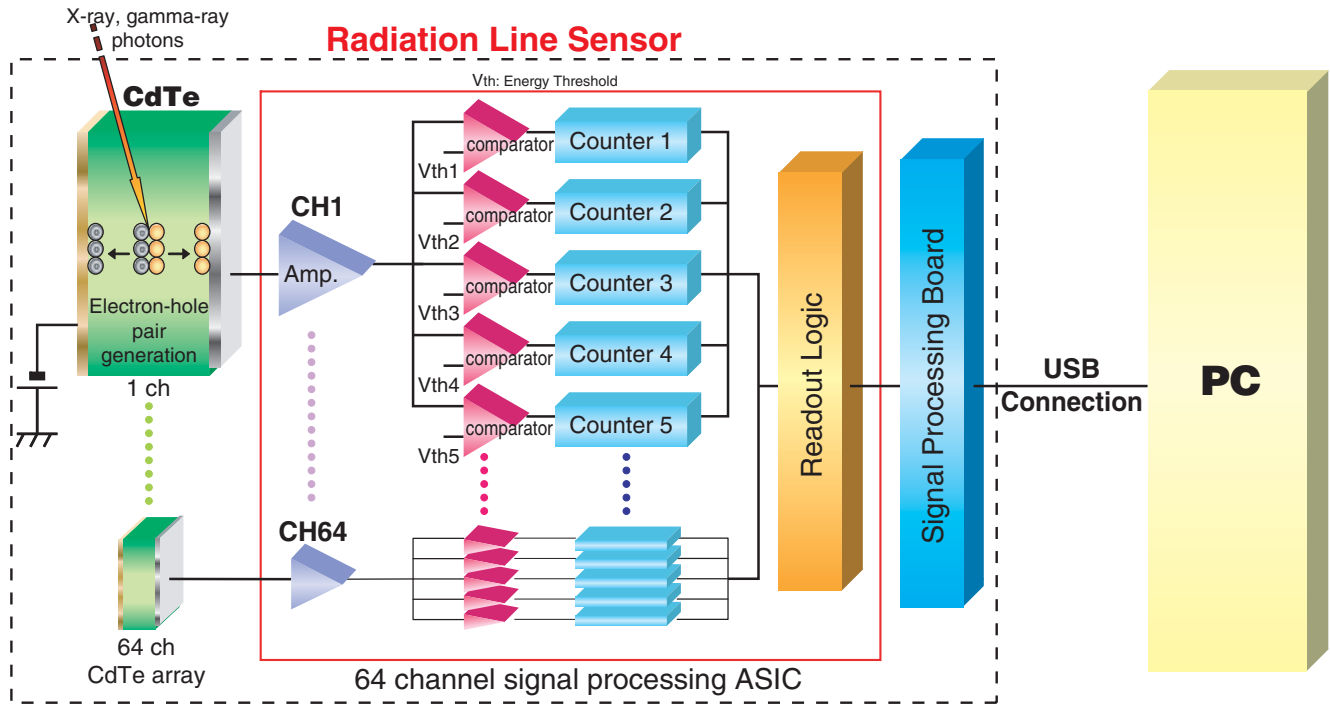 X-ray, gamma-ray
photons
Radiation Line Sensor
CdTe
Vth: Energy Threshold
comparator
Counter 1
Vth1
comparator
Counter 2
Vth2
CH1
Amp.
comparator
Counter 3
Vth3
comparator
Counter 4
Vth4
comparator
Counter 5
Vth5
Electron-hole
pair
generation
1 ch
CH64
64 ch
CdTe array
Readout Logic
Signal Processing Board
USB
Connection
PC
64 channel signal processing ASIC